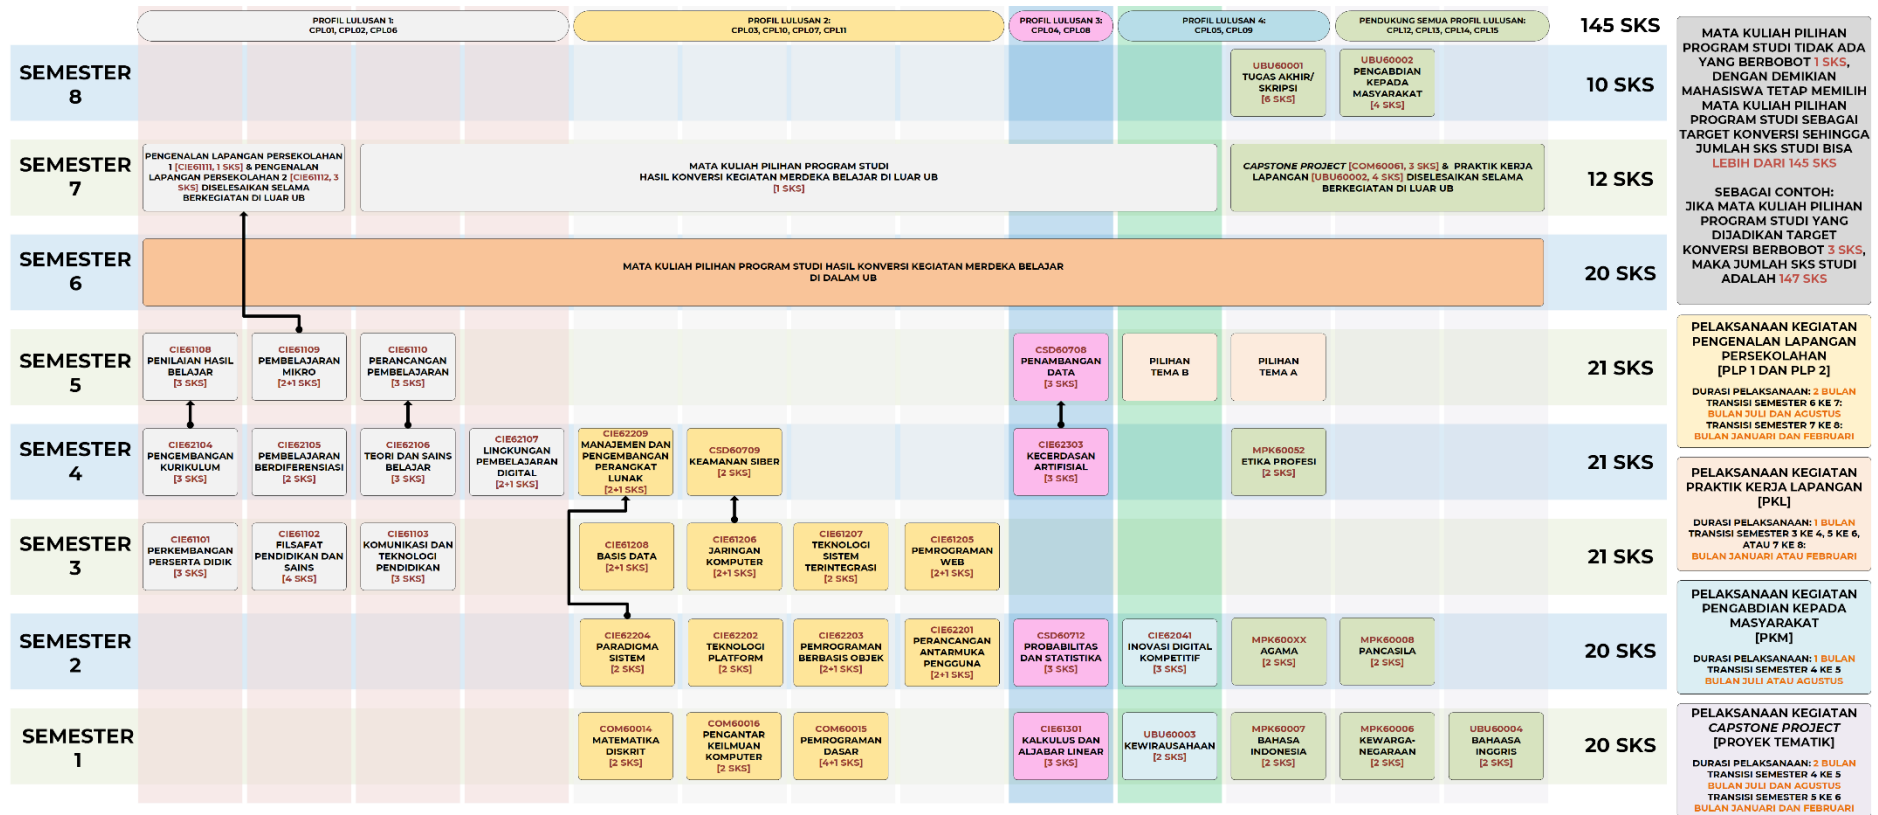 PROFIL LULUSAN 1:
CPL01, CPL02, CPL06
PROFIL LULUSAN 2:
CPL03, CPL10, CPL07, CPL11
PROFIL LULUSAN 3:
CPL04, CPL08
PROFIL LULUSAN 4:
CPL05, CPL09
PENDUKUNG SEMUA PROFIL LULUSAN:
CPL12, CPL13, CPL14, CPL15
145 SKS
SEMESTER
8
UBU60001
TUGAS AKHIR/
SKRIPSI
[6 SKS]
UBU60002
PENGABDIAN
KEPADA
MASYARAKAT
[4 SKS]
10 SKS
SEMESTER
7
PENGENALAN LAPANGAN PERSEKOLAHAN
1 [CIE61111, 1 SKS] & PENGENALAN
LAPANGAN PERSEKOLAHAN 2 [CIE61112, 3
SKS] DISELESAIKAN SELAMA
BERKEGIATAN DI LUAR UB
MATA KULIAH PILIHAN PROGRAM STUDI
HASIL KONVERSI KEGIATAN MERDEKA BELAJAR DI LUAR UB
[1 SKS]
CAPSTONE PROJECT [COM60061, 3 SKS] & PRAKTIK KERJA
LAPANGAN [UBU60002, 4 SKS] DISELESAIKAN SELAMA
BERKEGIATAN DI LUAR UB
12 SKS
SEMESTER
6
MATA KULIAH PILIHAN PROGRAM STUDI HASIL KONVERSI KEGIATAN MERDEKA BELAJAR
DI DALAM UB
20 SKS
SEMESTER
5
CIE61108
PENILAIAN HASIL
BELAJAR
[3 SKS]
CIE61109
PEMBELAJARAN
MIKRO
[2+1 SKS]
CIE61110
PERANCANGAN
PEMBELAJARAN
[3 SKS]
CSD60708
PENAMBANGAN
DATA
[3 SKS]
PILIHAN
TEMA B
PILIHAN
TEMA A
21 SKS
SEMESTER
4
CIE62104
PENGEMBANGAN
KURIKULUM
[3 SKS]
CIE62105
PEMBELAJARAN
BERDIFERENSIASI
[2 SKS]
CIE62106
TEORI DAN SAINS
BELAJAR
[3 SKS]
CIE62107
LINGKUNGAN
PEMBELAJARAN
DIGITAL
[2+1 SKS]
CIE62209
MANAJEMEN DAN
PENGEMBANGAN
PERANGKAT
LUNAK
[2+1 SKS]
CSD60709
KEAMANAN SIBER
[2 SKS]
CIE62303
KECERDASAN
ARTIFISIAL
[3 SKS]
MPK60052
ETIKA PROFESI
[2 SKS]
21 SKS
SEMESTER
3
CIE61101
PERKEMBANGAN
PERSERTA DIDIK
[3 SKS]
CIE61102
FILSAFAT
PENDIDIKAN DAN
SAINS
[4 SKS]
CIE61103
KOMUNIKASI DAN
TEKNOLOGI
PENDIDIKAN
[3 SKS]
CIE61208
BASIS DATA
[2+1 SKS]
CIE61206
JARINGAN
KOMPUTER
[2+1 SKS]
CIE61207
TEKNOLOGI
SISTEM
TERINTEGRASI
[2 SKS]
CIE61205
PEMROGRAMAN
WEB
[2+1 SKS]
21 SKS
SEMESTER
2
CIE62204
PARADIGMA
SISTEM
[2 SKS]
CIE62202
TEKNOLOGI
PLATFORM
[2 SKS]
CIE62203
PEMROGRAMAN
BERBASIS OBJEK
[2+1 SKS]
CIE62201
PERANCANGAN
ANTARMUKA
PENGGUNA
[2+1 SKS]
CSD60712
PROBABILITAS
DAN STATISTIKA
[3 SKS]
CIE62041
INOVASI DIGITAL
KOMPETITIF
[3 SKS]
MPK600XX
AGAMA
[2 SKS]
MPK60008
PANCASILA
[2 SKS]
20 SKS
SEMESTER
1
COM60014
MATEMATIKA
DISKRIT
[2 SKS]
COM60016
PENGANTAR
KEILMUAN
KOMPUTER
[2 SKS]
COM60015
PEMROGRAMAN
DASAR
[4+1 SKS]
CIE61301
KALKULUS DAN
ALJABAR LINEAR
[3 SKS]
UBU60003
KEWIRAUSAHAAN
[2 SKS]
MPK60007
BAHASA
INDONESIA
[2 SKS]
MPK60006
KEWARGA-
NEGARAAN
[2 SKS]
UBU60004
BAHAASA
INGGRIS
[2 SKS]
20 SKS
MATA KULIAH PILIHAN
PROGRAM STUDI TIDAK ADA
YANG BERBOBOT 1 SKS,
DENGAN DEMIKIAN
MAHASISWA TETAP MEMILIH
MATA KULIAH PILIHAN
PROGRAM STUDI SEBAGAI
TARGET KONVERSI SEHINGGA
JUMLAH SKS STUDI BISA
LEBIH DARI 145 SKS
SEBAGAI CONTOH:
JIKA MATA KULIAH PILIHAN
PROGRAM STUDI YANG
DIJADIKAN TARGET
KONVERSI BERBOBOT 3 SKS,
MAKA JUMLAH SKS STUDI
ADALAH 147 SKS
PELAKSANAAN KEGIATAN
PENGENALAN LAPANGAN
PERSEKOLAHAN
[PLP 1 DAN PLP 2]
DURASI PELAKSANAAN: 2 BULAN
TRANSISI SEMESTER 6 KE 7:
BULAN JULI DAN AGUSTUS
TRANSISI SEMESTER 7 KE 8:
BULAN JANUARI DAN FEBRUARI
PELAKSANAAN KEGIATAN
PRAKTIK KERJA LAPANGAN
[PKL]
DURASI PELAKSANAAN: 1 BULAN
TRANSISI SEMESTER 3 KE 4, 5 KE 6,
ATAU 7 KE 8:
BULAN JANUARI ATAU FEBRUARI
PELAKSANAAN KEGIATAN
PENGABDIAN KEPADA
MASYARAKAT
[PKM]
DURASI PELAKSANAAN: 1 BULAN
TRANSISI SEMESTER 4 KE 5
BULAN JULI ATAU AGUSTUS
PELAKSANAAN KEGIATAN
CAPSTONE PROJECT
[PROYEK TEMATIK]
DURASI PELAKSANAAN: 2 BULAN
TRANSISI SEMESTER 4 KE 5
BULAN JULI DAN AGUSTUS
TRANSISI SEMESTER 5 KE 6
BULAN JANUARI DAN FEBRUARI